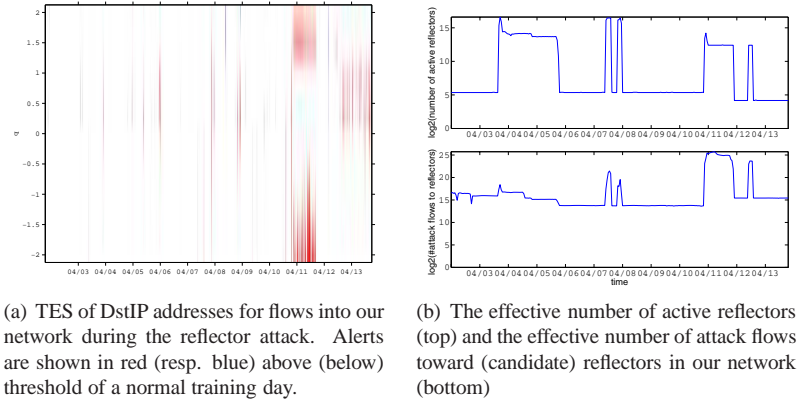 2
1.5
1
0.5
0
−0.5
−1
−1.5
−2
q
04/03 04/04 04/05 04/06 04/07 04/08 04/09 04/10 04/11 04/12 04/13
15
10
5
0
log2(number of active reflectors)
04/03 04/04 04/05 04/06 04/07 04/08 04/09 04/10 04/11 04/12 04/13
25
20
15
10
5
0
log2(#attack flows to reflectors)
04/03 04/04 04/05 04/06 04/07 04/08 04/09 04/10 04/11 04/12 04/13
time
(a) TES of DstIP addresses for flows into our
network during the reflector attack. Alerts
are shown in red (resp. blue) above (below)
threshold of a normal training day.
(b) The effective number of active reflectors
(top) and the effective number of attack flows
toward (candidate) reflectors in our network
(bottom)